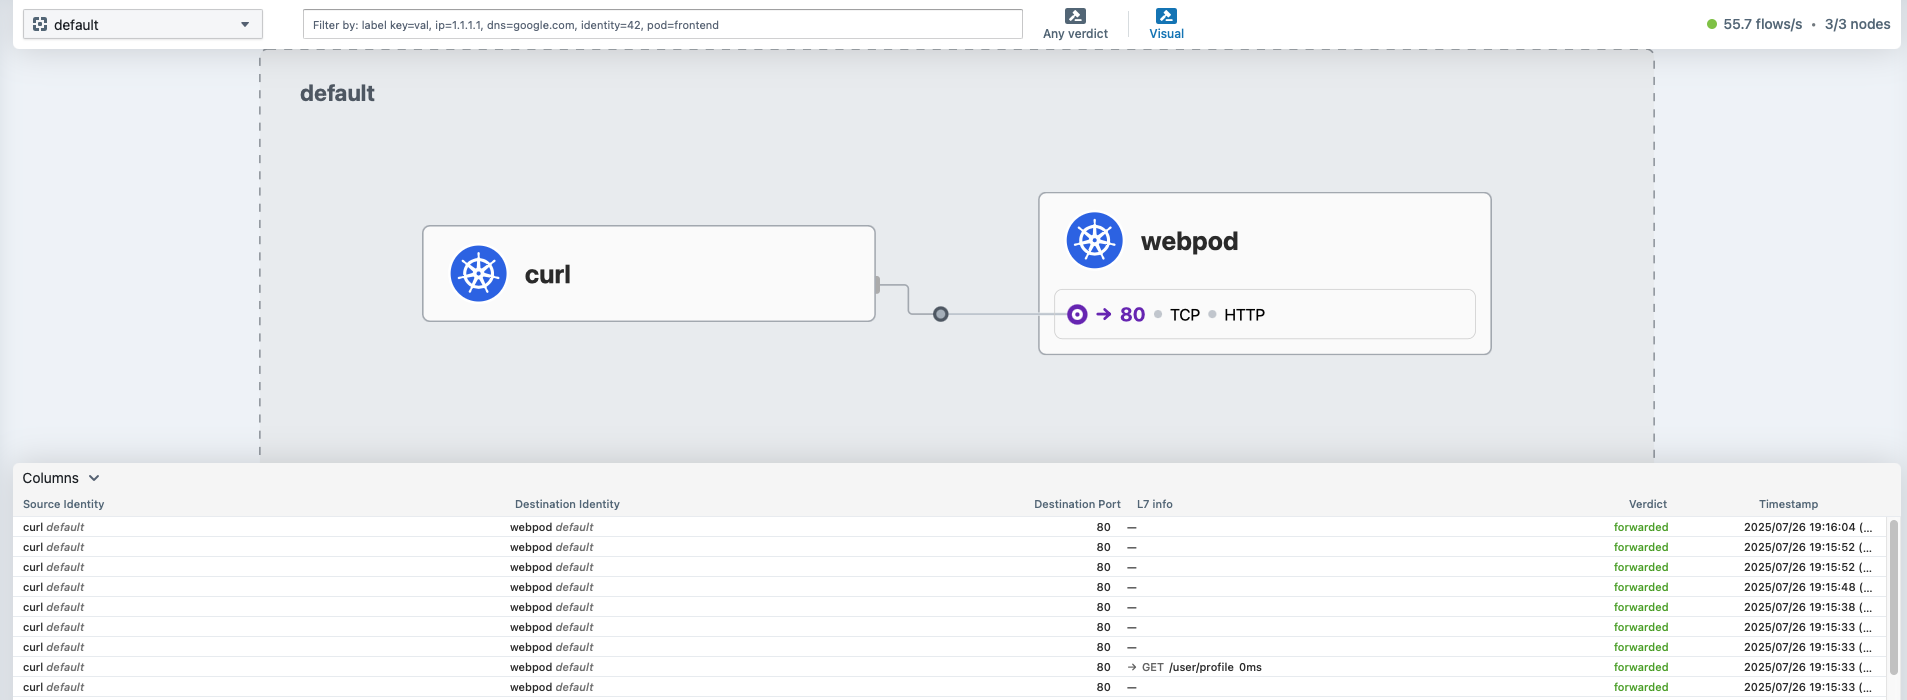 default
Filter by: label key=val, ip=1.1.1.1, dns=google.com, identity=42, pod=frontend
Any verdict
Visual
55.7 flows/s • 3/3 nodes
default
curl
webpod
→ 80 • TCP • HTTP
Columns
Source Identity Destination Identity Destination Port L7 info Verdict Timestamp
curl default webpod default 80 — forwarded 2025/07/26 19:16:04 (...
curl default webpod default 80 — forwarded 2025/07/26 19:15:52 (...
curl default webpod default 80 — forwarded 2025/07/26 19:15:52 (...
curl default webpod default 80 — forwarded 2025/07/26 19:15:48 (...
curl default webpod default 80 — forwarded 2025/07/26 19:15:38 (...
curl default webpod default 80 — forwarded 2025/07/26 19:15:33 (...
curl default webpod default 80 — forwarded 2025/07/26 19:15:33 (...
curl default webpod default 80 → GET /user/profile 0ms forwarded 2025/07/26 19:15:33 (...
curl default webpod default 80 — forwarded 2025/07/26 19:15:33 (...